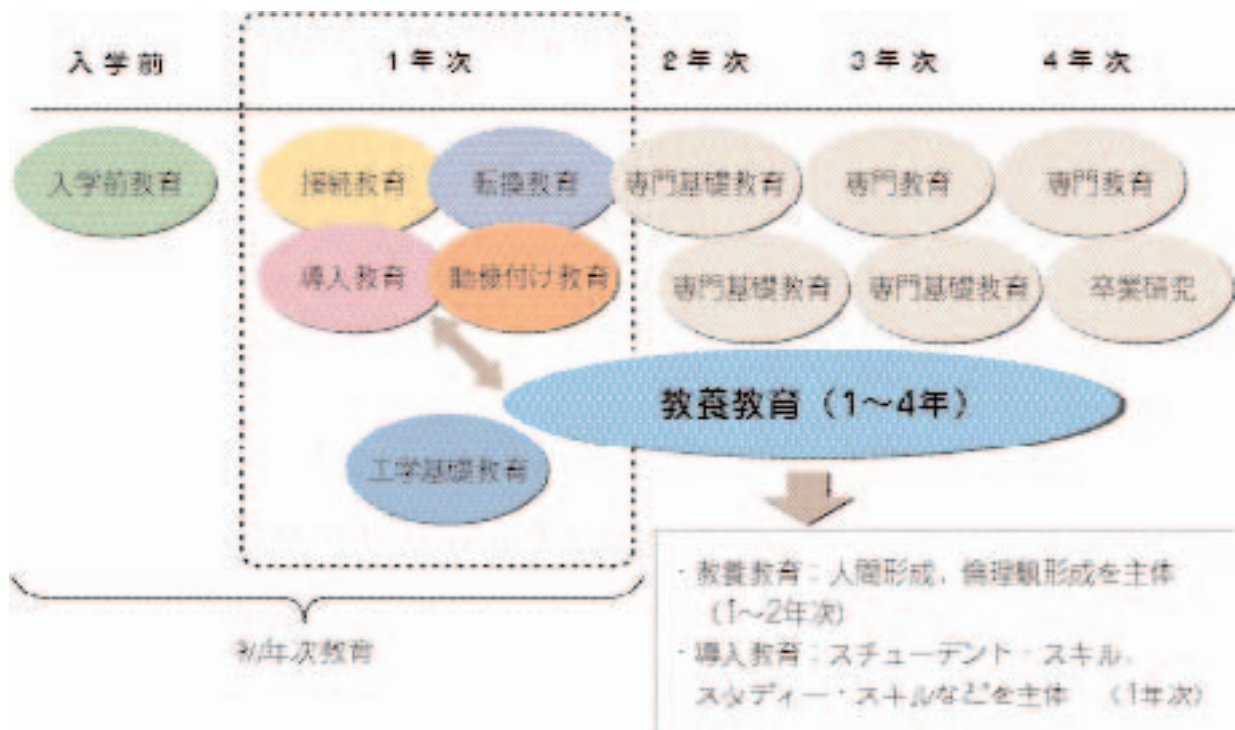 入学前
1年次
2年次
3年次
4年次
入学前教育
接続教育
転換教育
専門基礎教育
専門教育
専門教育
導入教育
動機付け教育
専門基礎教育
専門基礎教育
卒業研究
教養教育（1～4年）
工学基礎教育
初年次教育
・教養教育：人間形成、倫理観形成を主体
（1～2年次）
・導入教育：スチューデント・スキル、
スタディー・スキルなどを主体　（1年次）